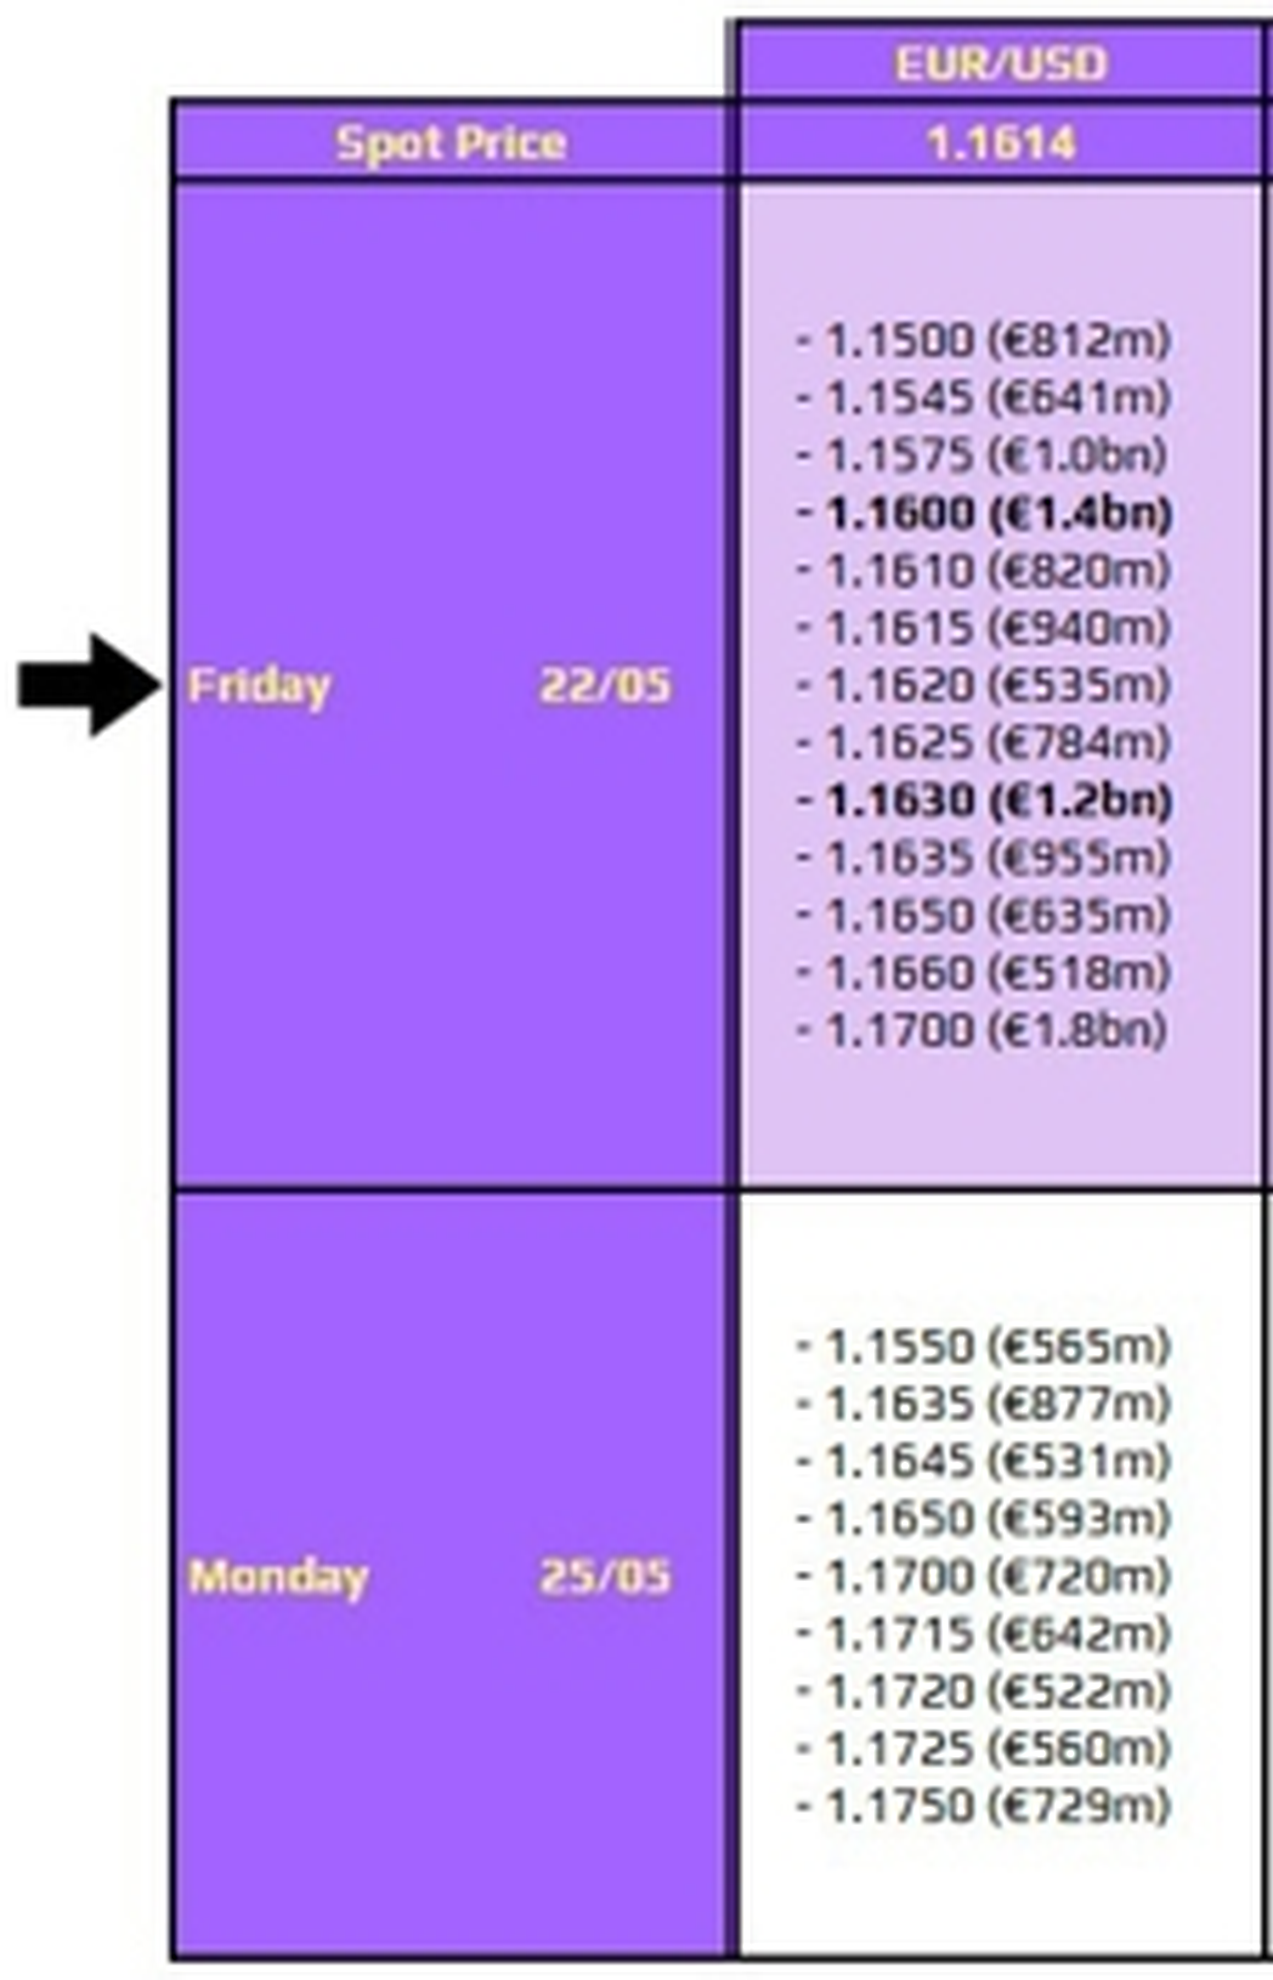 EUR/USD
Spot Price 1.1614
Friday 22/05
- 1.1500 (€812m)
- 1.1545 (€641m)
- 1.1575 (€1.0bn)
- 1.1600 (€1.4bn)
- 1.1610 (€820m)
- 1.1615 (€940m)
- 1.1620 (€535m)
- 1.1625 (€784m)
- 1.1630 (€1.2bn)
- 1.1635 (€955m)
- 1.1650 (€635m)
- 1.1660 (€518m)
- 1.1700 (€1.8bn)
Monday 25/05
- 1.1550 (€565m)
- 1.1635 (€877m)
- 1.1645 (€531m)
- 1.1650 (€593m)
- 1.1700 (€720m)
- 1.1715 (€642m)
- 1.1720 (€522m)
- 1.1725 (€560m)
- 1.1750 (€729m)